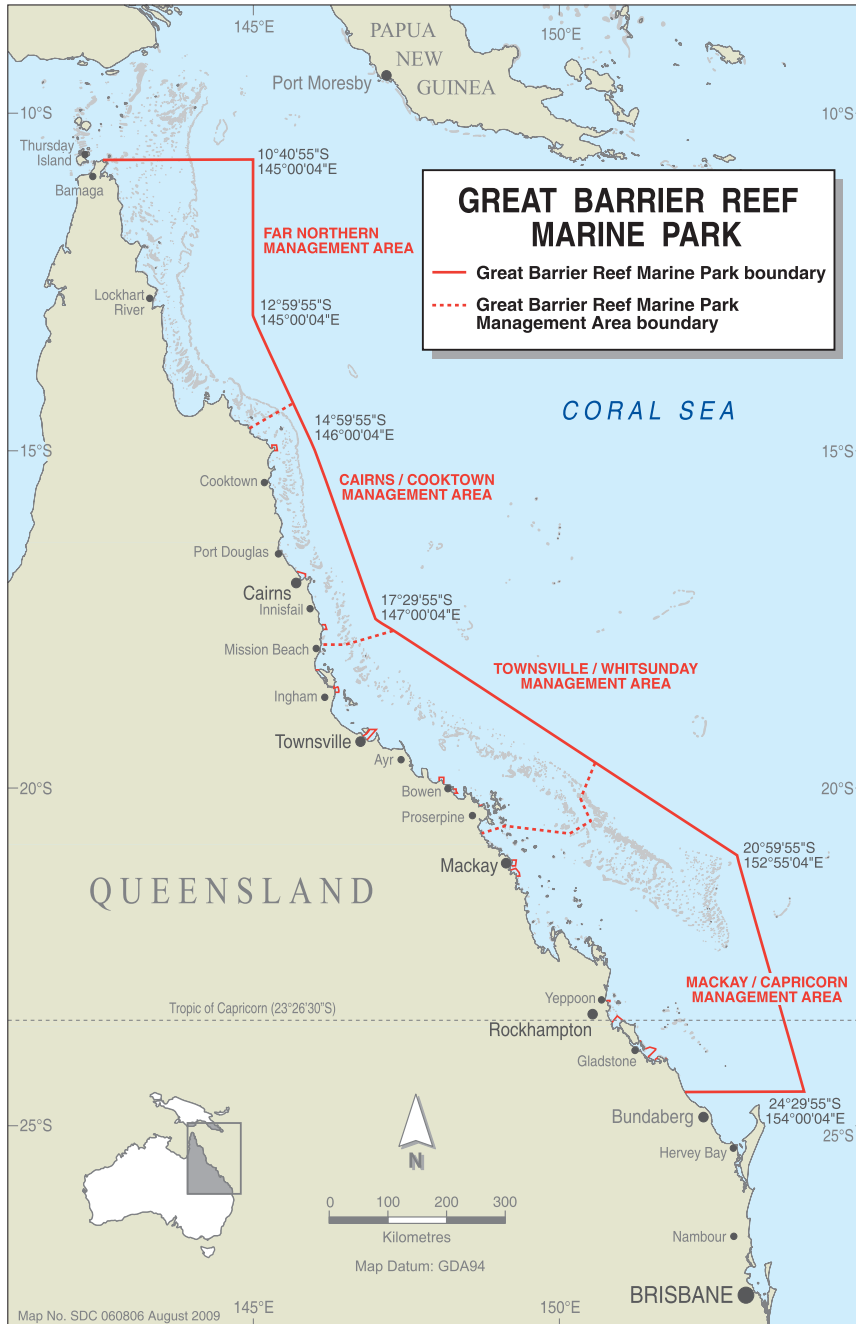 145°E
150°E
PAPUA
NEW
GUINEA
Port Moresby
10°S
10°S
Thursday
Island
Bamaga
10°40'55"S
145°00'04"E
GREAT BARRIER REEF
MARINE PARK
Great Barrier Reef Marine Park boundary
Great Barrier Reef Marine Park
Management Area boundary
FAR NORTHERN
MANAGEMENT AREA
Lockhart
River
12°59'55"S
145°00'04"E
CORAL SEA
14°59'55"S
146°00'04"E
15°S
15°S
CAIRNS / COOKTOWN
MANAGEMENT AREA
Cooktown
Port Douglas
Cairns
Innisfail
17°29'55"S
147°00'04"E
Mission Beach
TOWNSVILLE / WHITSUNDAY
MANAGEMENT AREA
Ingham
Townsville
Ayr
20°S
20°S
Bowen
Proserpine
20°59'55"S
152°55'04"E
Mackay
QUEENSLAND
MACKAY / CAPRICORN
MANAGEMENT AREA
Yeppoon
Tropic of Capricorn (23°26'30"S)
Rockhampton
Gladstone
24°29'55"S
154°00'04"E
Bundaberg
25°S
25°S
Hervey Bay
N
0 100 200 300
Kilometres
Map Datum: GDA94
Nambour
BRISBANE
145°E
150°E
Map No. SDC 060806 August 2009